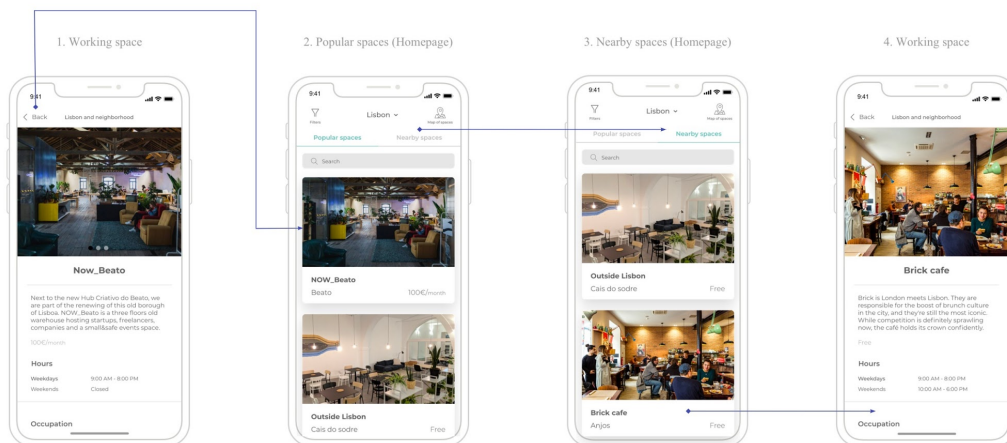 1. Working space
9:41
Back
Lisbon and neighborhood
Now_Beato
Next to the new Hub Criativo do Beato, we
are part of the renewing of this old borough
of Lisboa. NOW_Beato is a three floors old
warehouse hosting startups, freelancers,
companies and a small&safe events space.
100€/month
Hours
Weekdays 9:00 AM - 8:00 PM
Weekends Closed
Occupation
2. Popular spaces (Homepage)
9:41
Filters
Lisbon
Map of spaces
Popular spaces
Nearby spaces
Search
NOW_Beato
Beato 100€/month
Outside Lisbon
Cais do sodre Free
3. Nearby spaces (Homepage)
9:41
Filters
Lisbon
Map of spaces
Popular spaces
Nearby spaces
Search
Outside Lisbon
Cais do sodre Free
Brick cafe
Anjos Free
4. Working space
9:41
Back
Lisbon and neighborhood
Brick cafe
Brick is London meets Lisbon. They are
responsible for the boost of brunch culture
in the city, and they're still the most iconic.
While competition is definitely sprawling
now, the café holds its crown confidently.
Free
Hours
Weekdays 9:00 AM - 8:00 PM
Weekends 10:00 AM - 6:00 PM
Occupation